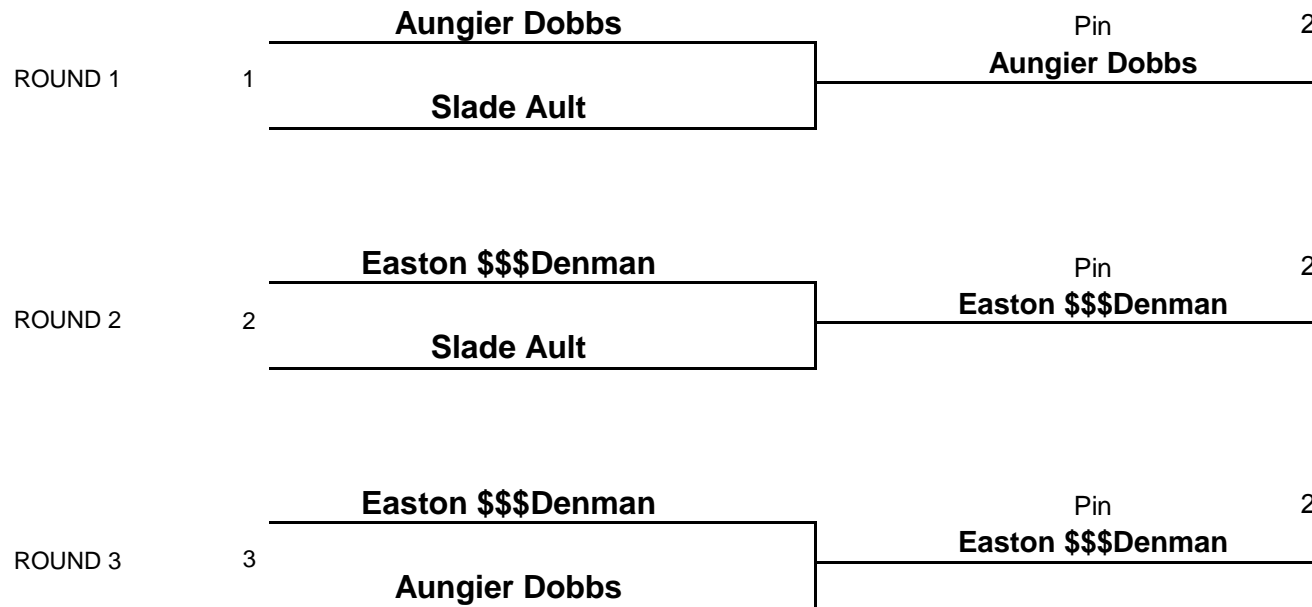 Aungier Dobbs
Pin 2
Aungier Dobbs
ROUND 1 1
Slade Ault
Easton $$$Denman
Pin 2
Easton $$$Denman
ROUND 2 2
Slade Ault
Easton $$$Denman
Pin 2
Easton $$$Denman
ROUND 3 3
Aungier Dobbs